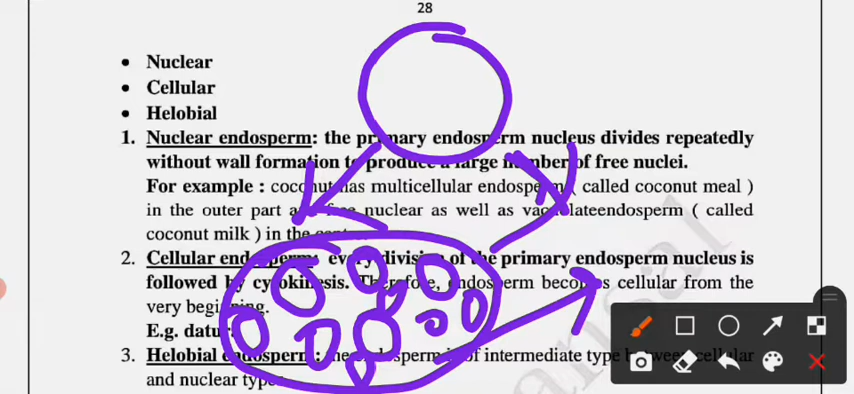 28
• Nuclear
• Cellular
• Helobial
1. Nuclear endosperm: the primary endosperm nucleus divides repeatedly
without wall formation to produce a large number of free nuclei.
For example : coconut has multicellular endosperm ( called coconut meal )
in the outer part and free nuclear as well as vacuolateendosperm ( called
coconut milk ) in the center.
2. Cellular endosperm: every division of the primary endosperm nucleus is
followed by cytokinesis. Therefore, endosperm becomes cellular from the
very beginning.
E.g. datura
3. Helobial endosperm : the endosperm is of intermediate type between cellular
and nuclear type